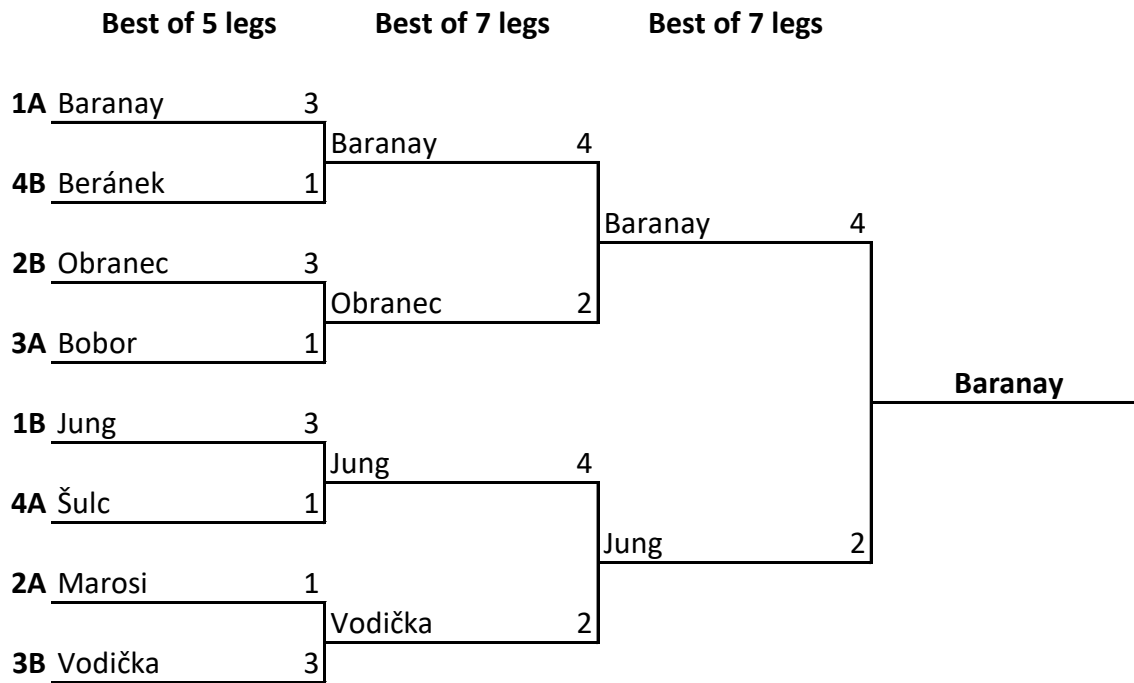 Best of 5 legs Best of 7 legs Best of 7 legs
1A Baranay 3
Baranay 4
4B Beránek 1
Baranay 4
2B Obranec 3
Obranec 2
3A Bobor 1
Baranay
1B Jung 3
Jung 4
4A Šulc 1
Jung 2
2A Marosi 1
Vodička 2
3B Vodička 3